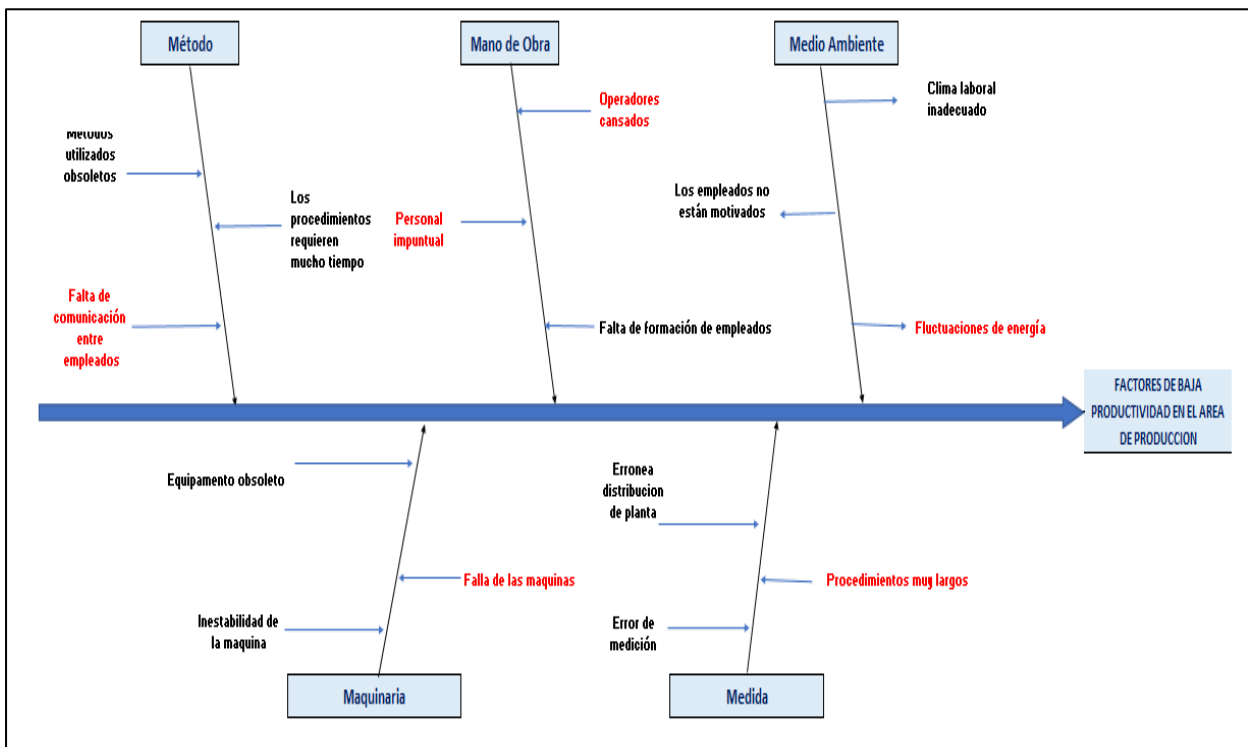 Método
Mano de Obra
Medio Ambiente
Clima laboral
inadecuado
Operadores
cansados
Métodos
utilizados
obsoletos
Los
procedimientos
requieren
mucho tiempo
Personal
impuntual
Los empleados no
están motivados
Falta de
comunicación
entre
empleados
Falta de formación de empleados
Fluctuaciones de energía
FACTORES DE BAJA
PRODUCTIVIDAD EN EL AREA
DE PRODUCCION
Equipamento obsoleto
Erronea
distribucion
de planta
Falla de las maquinas
Procedimientos muy largos
Inestabilidad de
la maquina
Error de
medición
Maquinaria
Medida